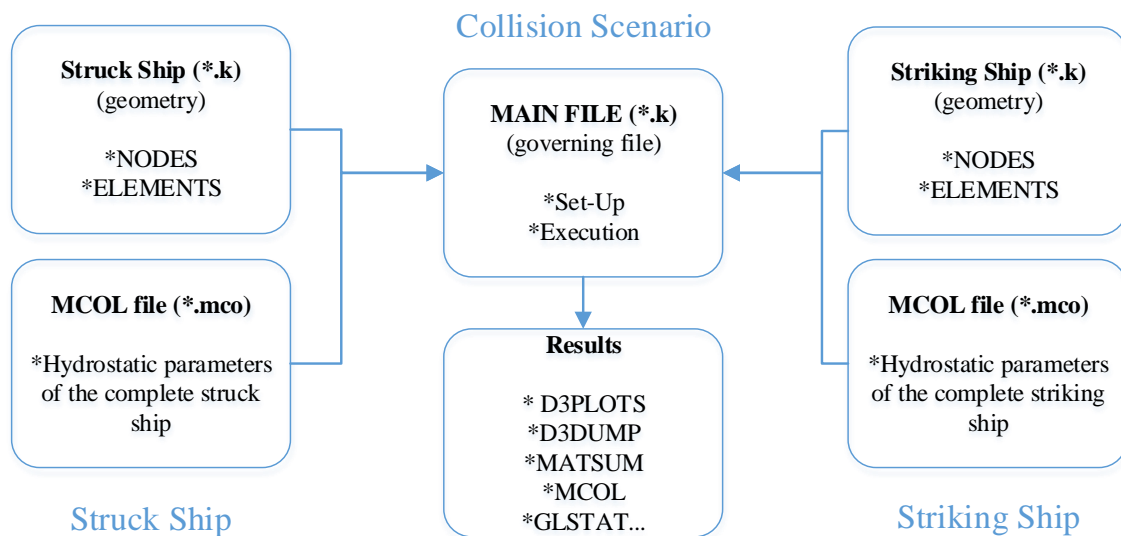 Collision Scenario
Struck Ship (*.k)
(geometry)
*NODES
*ELEMENTS
MCOL file (*.mco)
*Hydrostatic parameters
of the complete struck
ship
Struck Ship
MAIN FILE (*.k)
(governing file)
*Set-Up
*Execution
Results
* D3PLOTS
*D3DUMP
*MATSUM
*MCOL
*GLSTAT...
Striking Ship (*.k)
(geometry)
*NODES
*ELEMENTS
MCOL file (*.mco)
*Hydrostatic parameters
of the complete striking
ship
Striking Ship